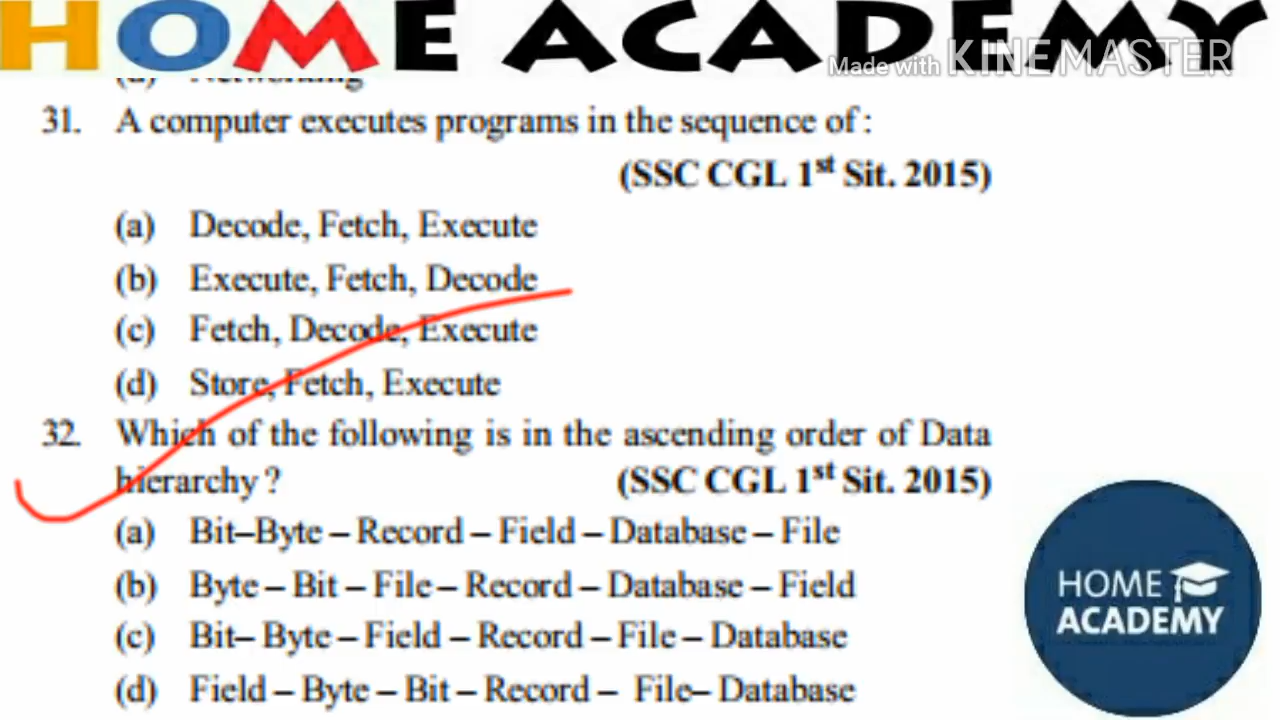 HOME ACADEMY
Made with KINEMASTER
(d) Networking
31. A computer executes programs in the sequence of :
(SSC CGL 1st Sit. 2015)
(a) Decode, Fetch, Execute
(b) Execute, Fetch, Decode
(c) Fetch, Decode, Execute
(d) Store, Fetch, Execute
32. Which of the following is in the ascending order of Data
hierarchy ? (SSC CGL 1st Sit. 2015)
(a) Bit–Byte – Record – Field – Database – File
(b) Byte – Bit – File – Record – Database – Field
(c) Bit– Byte – Field – Record – File – Database
(d) Field – Byte – Bit – Record – File– Database
HOME
ACADEMY